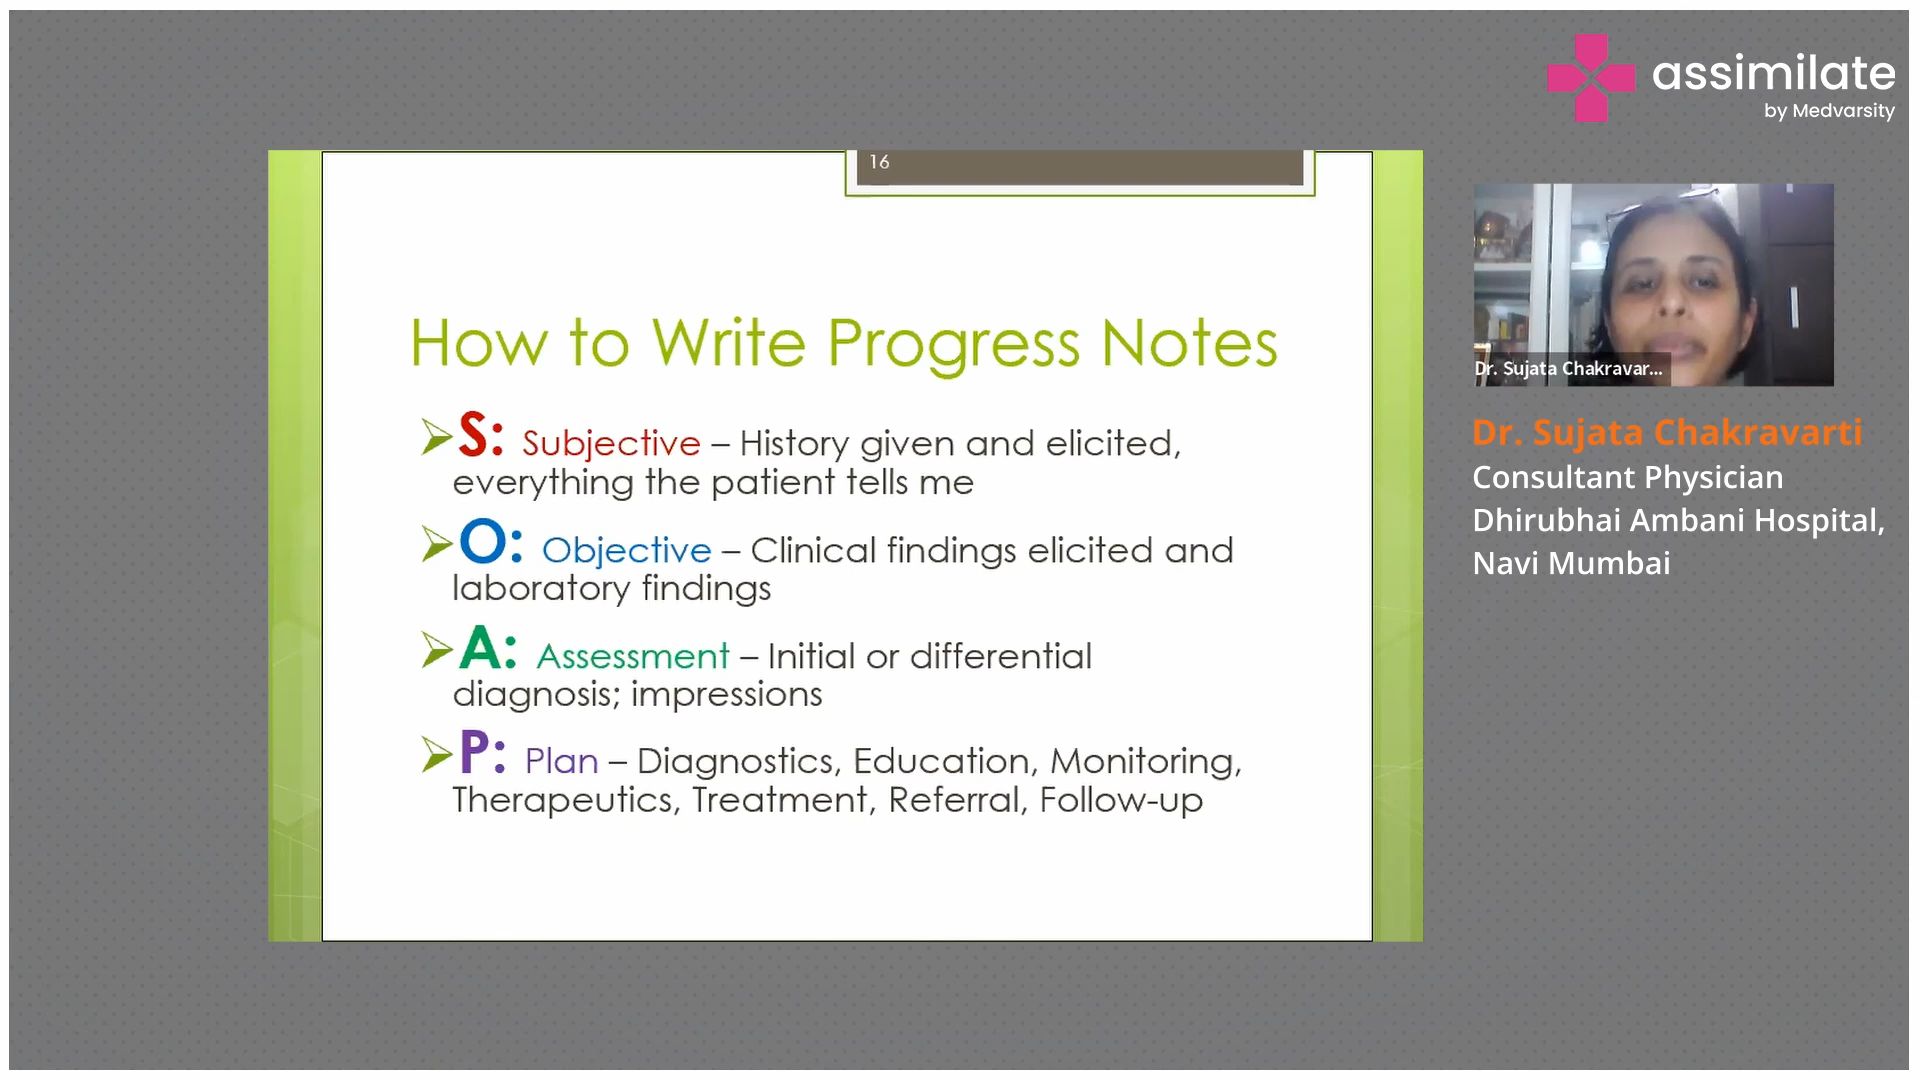 assimilate
by Medvarsity
16
How to Write Progress Notes
S: Subjective – History given and elicited,
everything the patient tells me
O: Objective – Clinical findings elicited and
laboratory findings
A: Assessment – Initial or differential
diagnosis; impressions
P: Plan – Diagnostics, Education, Monitoring,
Therapeutics, Treatment, Referral, Follow-up
Dr. Sujata Chakravar...
Dr. Sujata Chakravarti
Consultant Physician
Dhirubhai Ambani Hospital,
Navi Mumbai